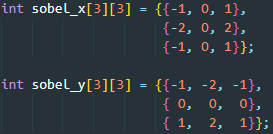 int sobel_x[3][3] = {{-1, 0, 1},
{-2, 0, 2},
{-1, 0, 1}};
int sobel_y[3][3] = {{-1, -2, -1},
{ 0, 0, 0},
{ 1, 2, 1}};